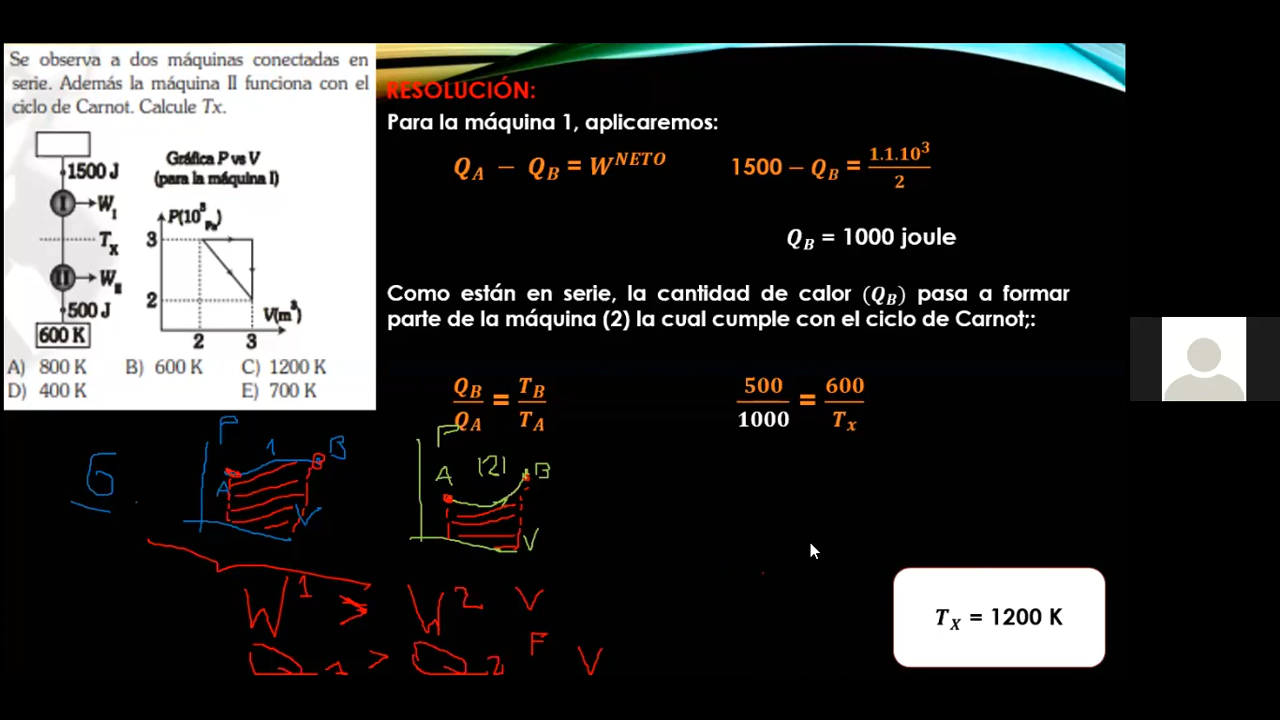 Se observa a dos máquinas conectadas en
serie. Además la máquina II funciona con el
ciclo de Carnot. Calcule Tx.
1500 J
I
W_I
T_X
II
W_II
500 J
600 K
Gráfica P vs V
(para la máquina I)
P(10³ Pa)
3
2
V(m³)
2 3
A) 800 K B) 600 K C) 1200 K
D) 400 K E) 700 K
RESOLUCIÓN:
Para la máquina 1, aplicaremos:
Q_A − Q_B = W^NETO 1500 − Q_B = 1.1.10³/2
Q_B = 1000 joule
Como están en serie, la cantidad de calor (Q_B) pasa a formar
parte de la máquina (2) la cual cumple con el ciclo de Carnot;:
Q_B/Q_A = T_B/T_A 500/1000 = 600/T_x
T_X = 1200 K
6.
P 1 B
A
V
P
A 121 B
V
W1 > W2 V
1 > 2 F V